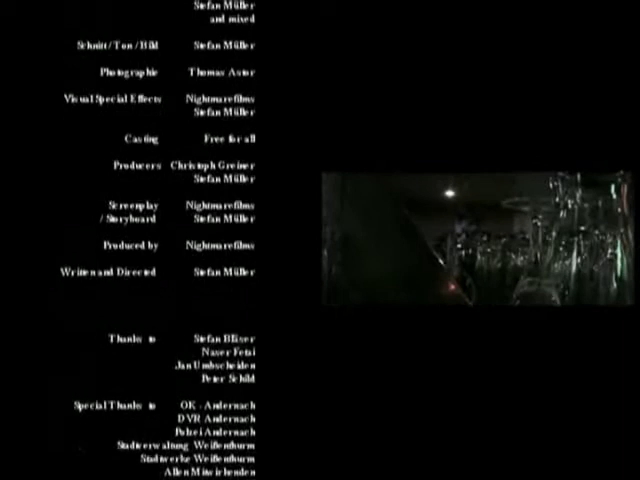 Stefan Müller
and mixed
Schnitt / Ton / Bild Stefan Müller
Photographie Thomas Astor
Visual Special Effects Nightmarefilms
Stefan Müller
Casting Free for all
Producers Christoph Greiner
Stefan Müller
Screenplay Nightmarefilms
/ Storyboard Stefan Müller
Produced by Nightmarefilms
Written and Directed Stefan Müller
Thanks to Stefan Bläser
Naser Fetai
Jan Umbscheiden
Peter Schild
Special Thanks to OK - Andernach
DVR Andernach
Polizei Andernach
Stadtverwaltung Weißenthurm
Stadtwerke Weißenthurm
Allen Mitwirkenden